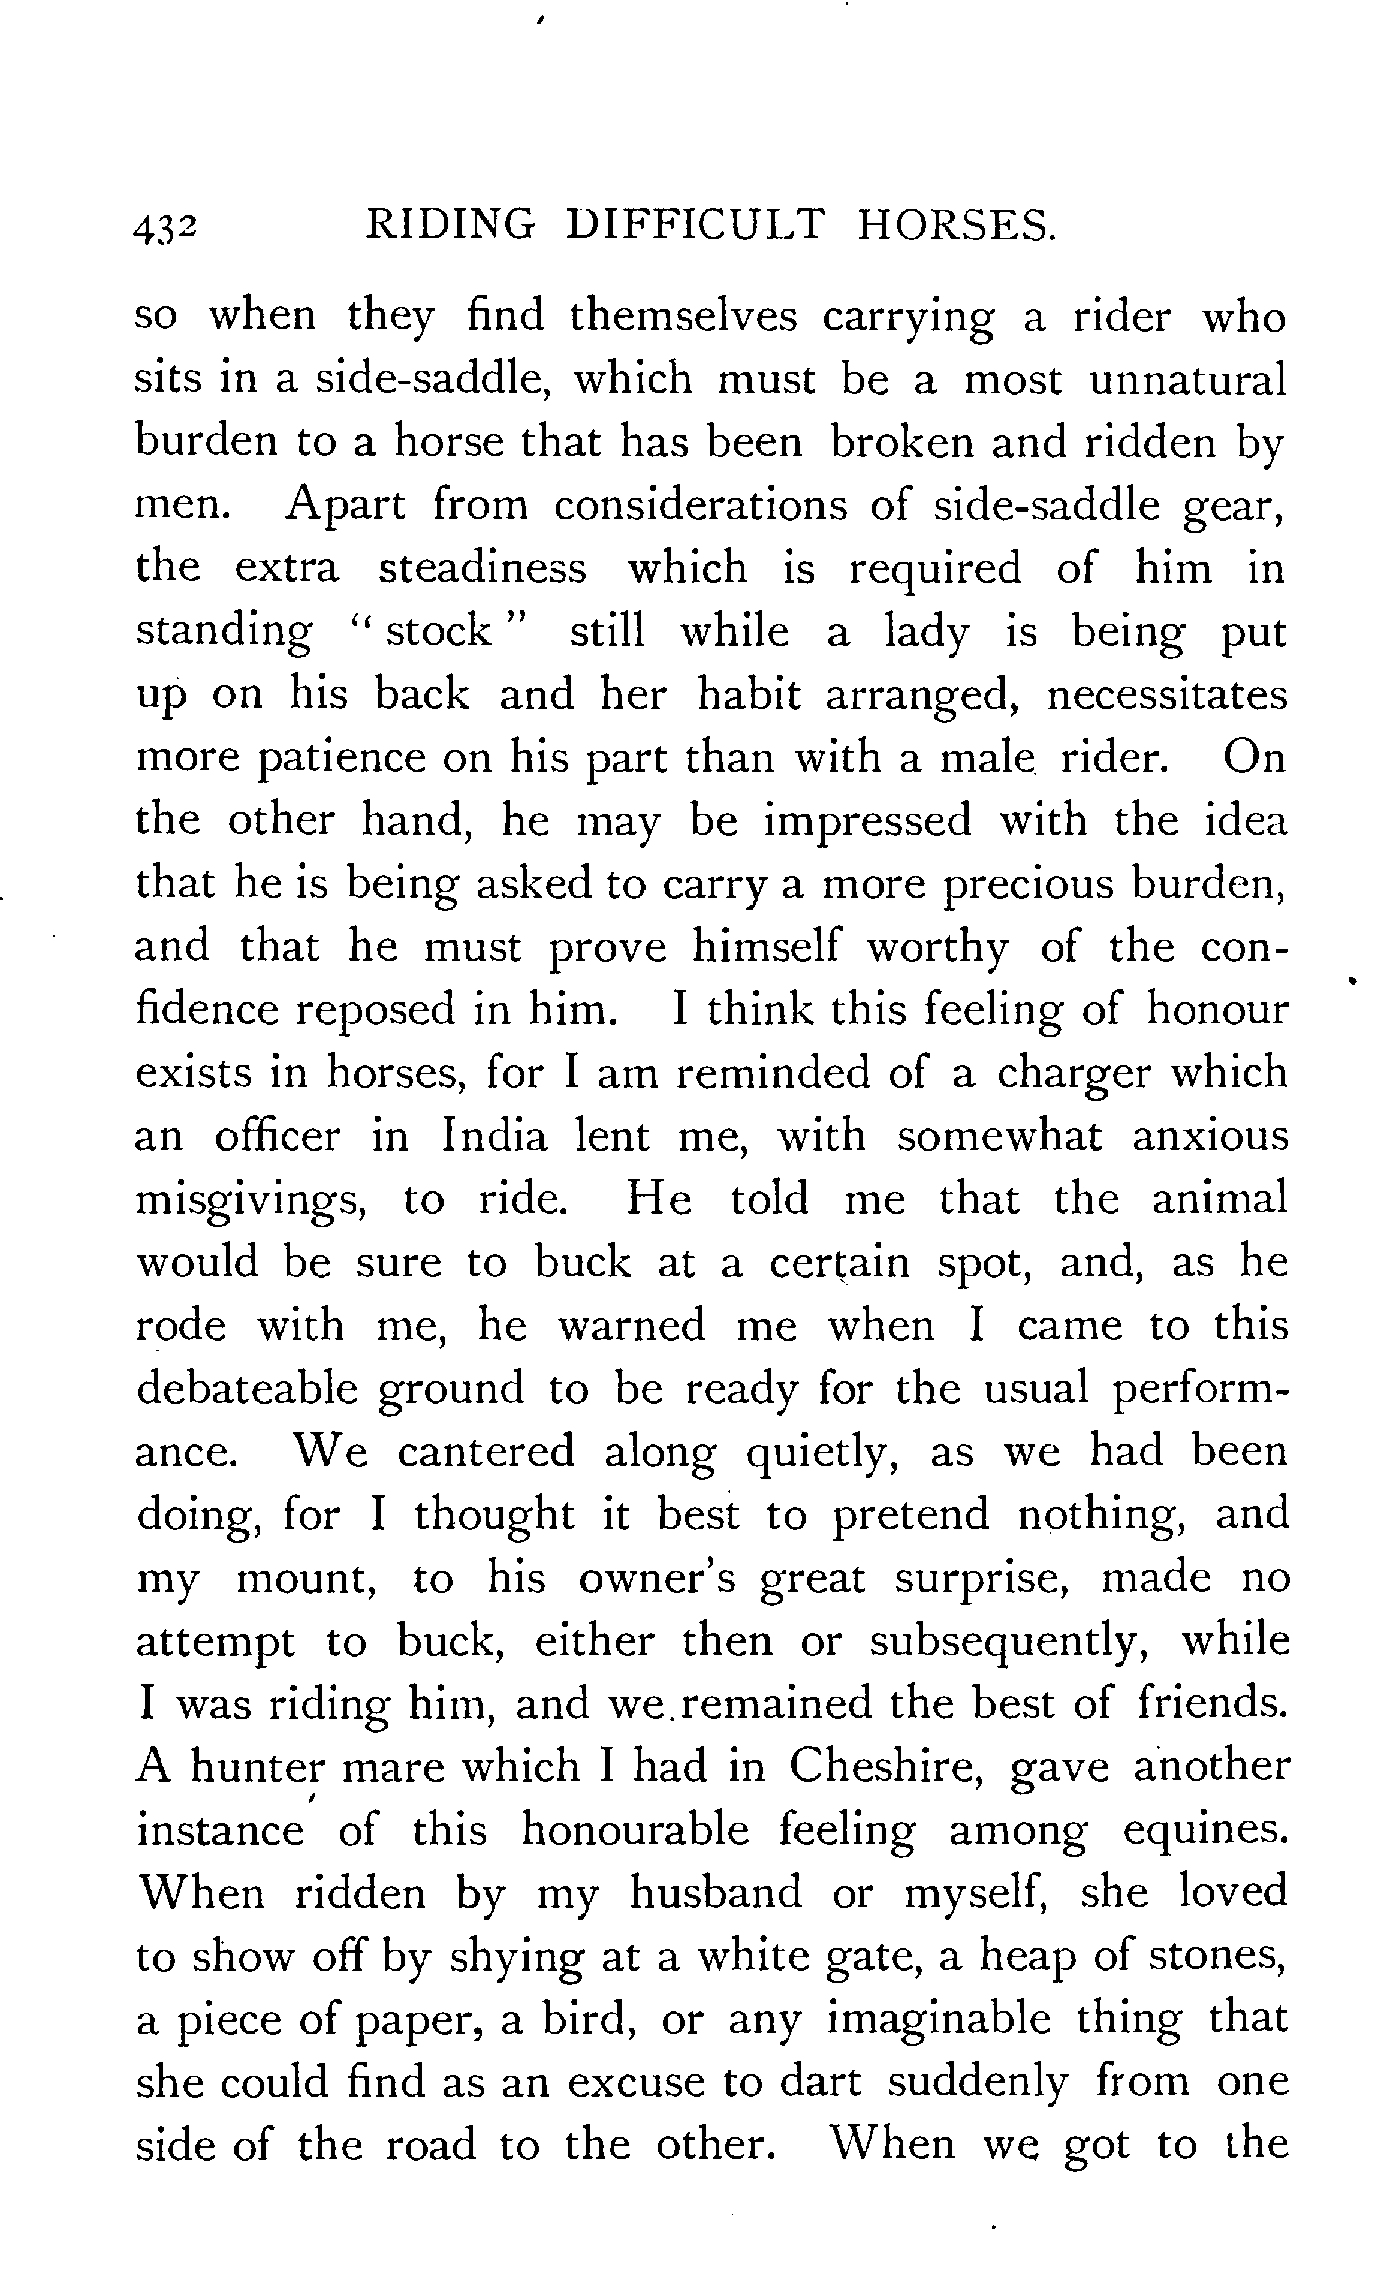 432 RIDING DIFFICULT HORSES.
so when they find themselves carrying a rider who
sits in a side-saddle, which must be a most unnatural
burden to a horse that has been broken and ridden by
men. Apart from considerations of side-saddle gear,
the extra steadiness which is required of him in
standing “ stock ” still while a lady is being put
up on his back and her habit arranged, necessitates
more patience on his part than with a male rider. On
the other hand, he may be impressed with the idea
that he is being asked to carry a more precious burden,
and that he must prove himself worthy of the con-
fidence reposed in him. I think this feeling of honour
exists in horses, for I am reminded of a charger which
an officer in India lent me, with somewhat anxious
misgivings, to ride. He told me that the animal
would be sure to buck at a certain spot, and, as he
rode with me, he warned me when I came to this
debateable ground to be ready for the usual perform-
ance. We cantered along quietly, as we had been
doing, for I thought it best to pretend nothing, and
my mount, to his owner's great surprise, made no
attempt to buck, either then or subsequently, while
I was riding him, and we remained the best of friends.
A hunter mare which I had in Cheshire, gave another
instance of this honourable feeling among equines.
When ridden by my husband or myself, she loved
to show off by shying at a white gate, a heap of stones,
a piece of paper, a bird, or any imaginable thing that
she could find as an excuse to dart suddenly from one
side of the road to the other. When we got to the